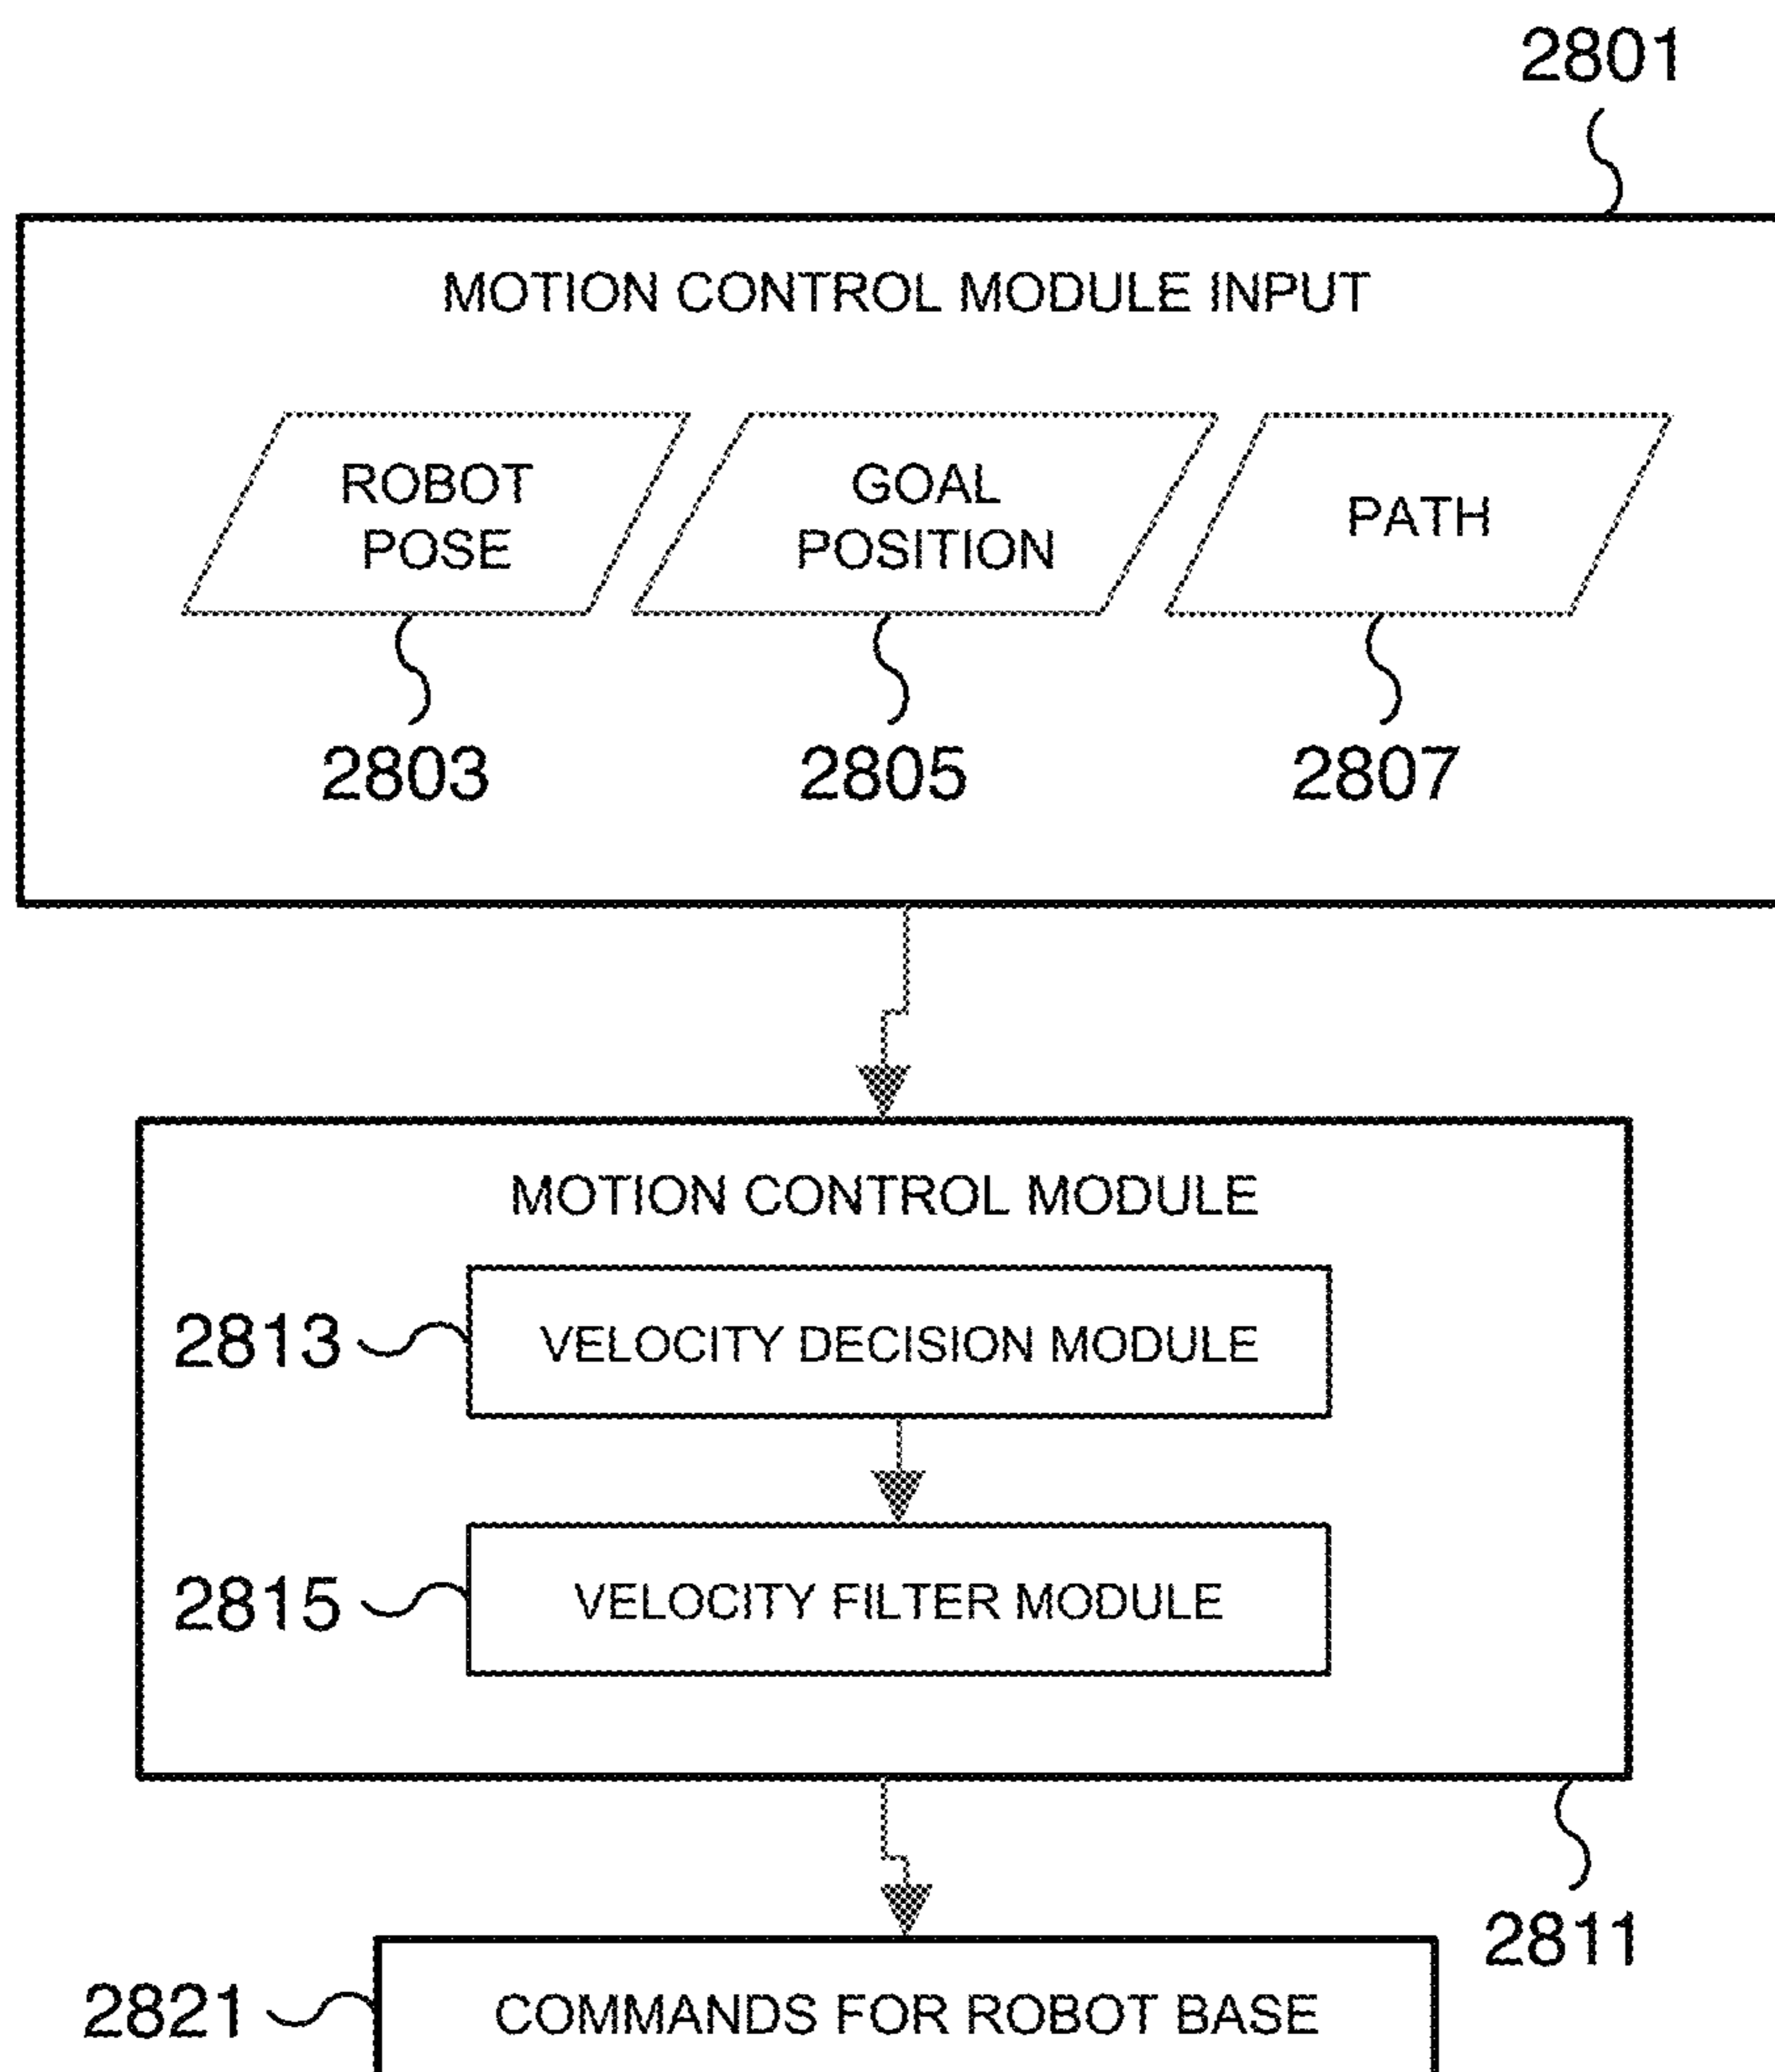 2801
MOTION CONTROL MODULE INPUT
ROBOT
POSE
GOAL
POSITION
PATH
2803
2805
2807
MOTION CONTROL MODULE
2813
VELOCITY DECISION MODULE
2815
VELOCITY FILTER MODULE
2811
2821
COMMANDS FOR ROBOT BASE